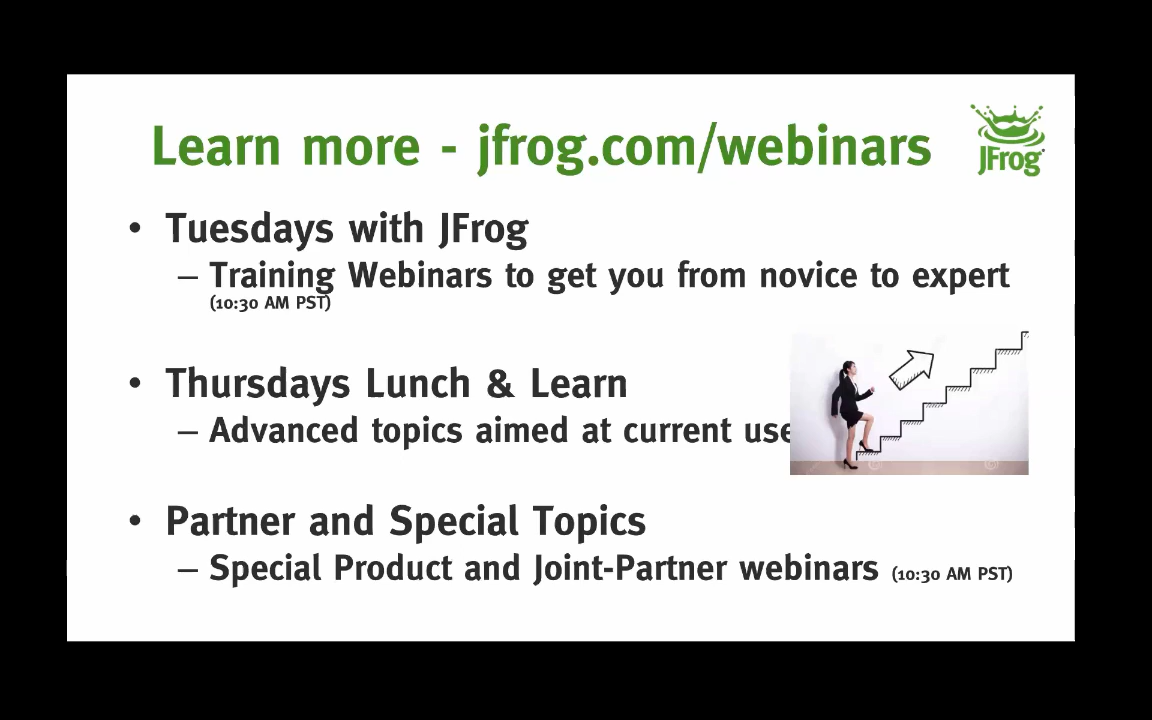 Learn more - jfrog.com/webinars
JFrog
• Tuesdays with JFrog
– Training Webinars to get you from novice to expert
(10:30 AM PST)
• Thursdays Lunch & Learn
– Advanced topics aimed at current
• Partner and Special Topics
– Special Product and Joint-Partner webinars (10:30 AM PST)